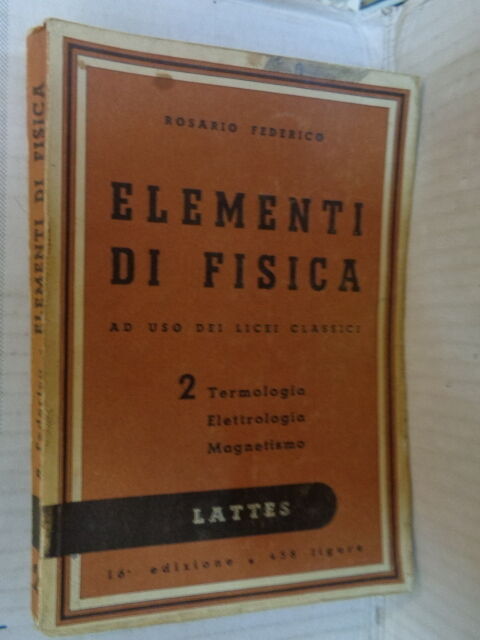 ROSARIO FEDERICO
ELEMENTI
DI FISICA
AD USO DEI LICEI CLASSICI
2 Termologia
Elettrologia
Magnetismo
LATTES
16ª edizione • 458 figure
ELEMENTI DI FISICA